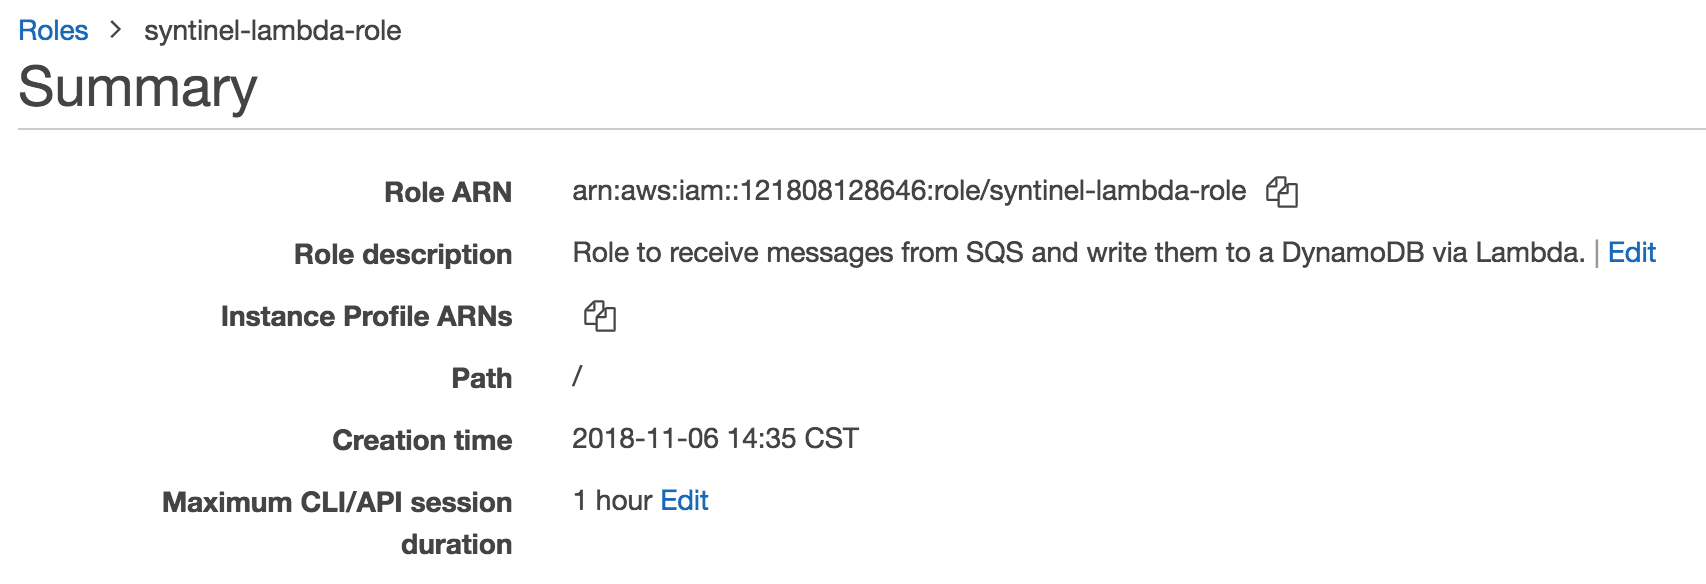 Roles > syntinel-lambda-role
Summary
Role ARN arn:aws:iam::121808128646:role/syntinel-lambda-role
Role description Role to receive messages from SQS and write them to a DynamoDB via Lambda. | Edit
Instance Profile ARNs
Path /
Creation time 2018-11-06 14:35 CST
Maximum CLI/API session 1 hour Edit
duration